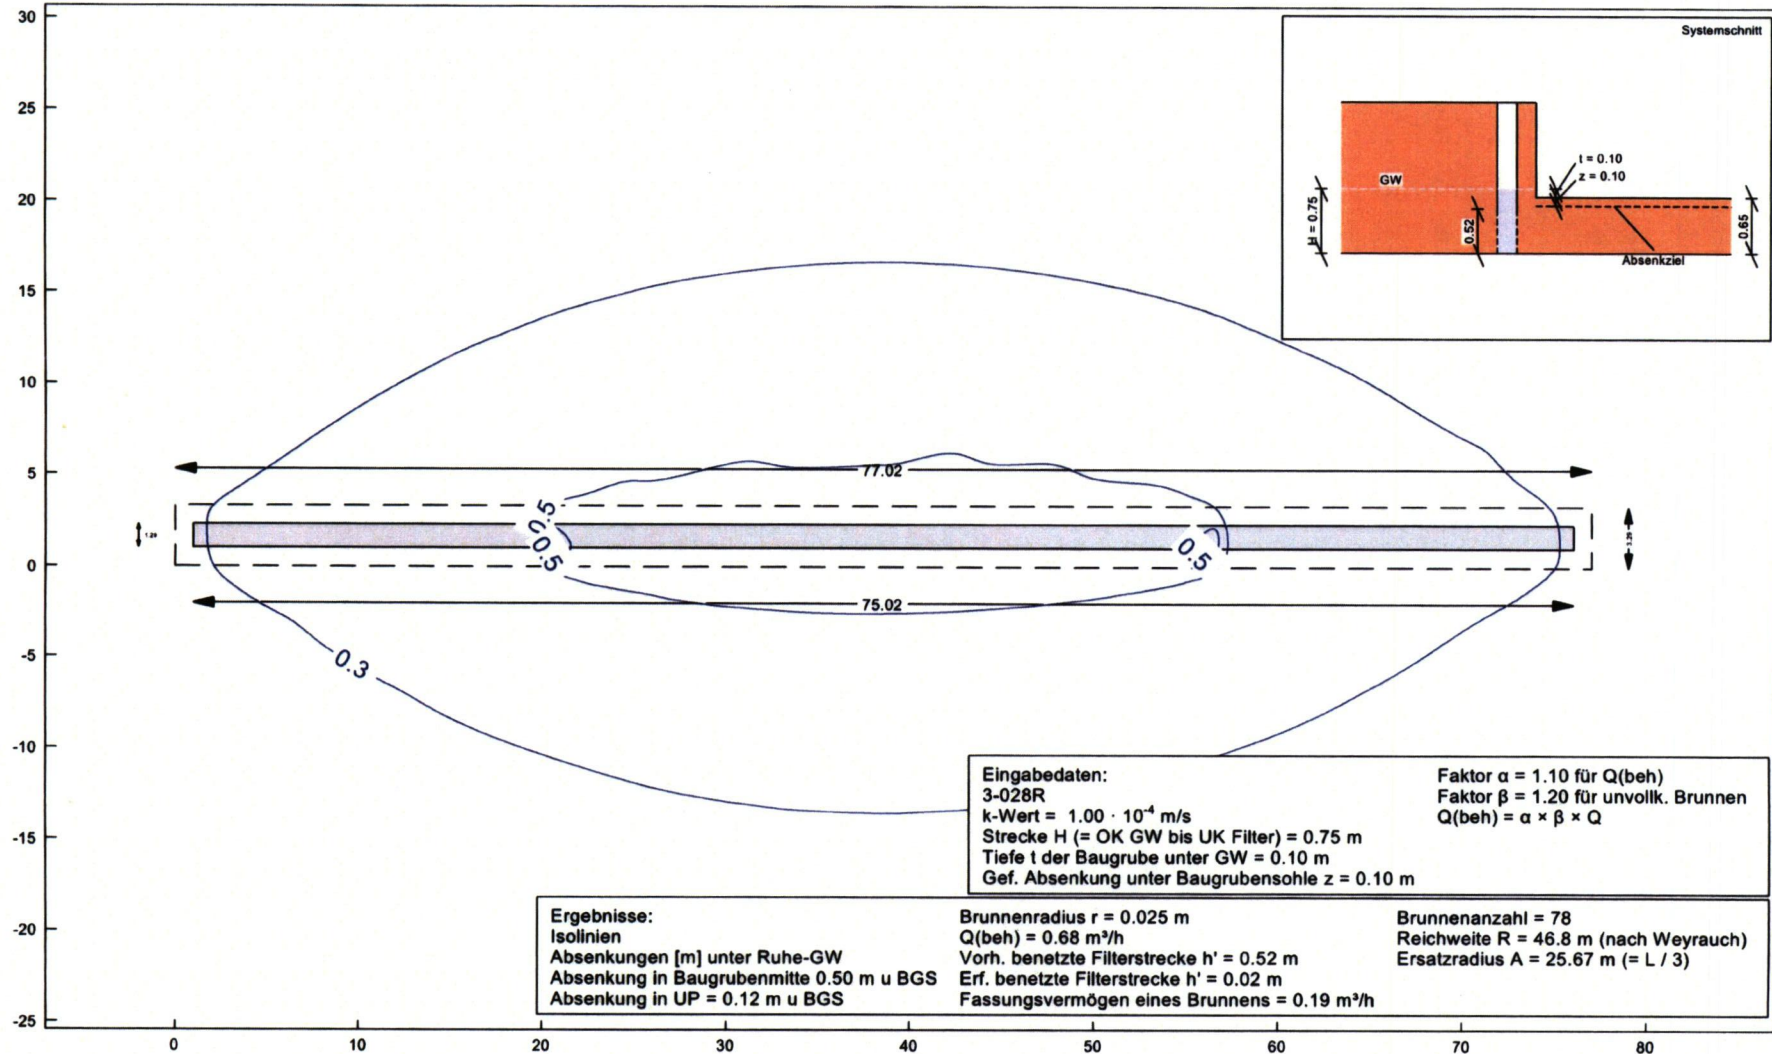 30
25
20
15
10
5
0
-5
-10
-15
-20
-25
0
10
20
30
40
50
60
70
80
Systemschnitt
GW
t = 0.10
z = 0.10
H = 0.75
0.52
0.65
Absenkziel
77.02
0.5
0.5
0.5
1.29
3.29
75.02
0.3
Eingabedaten:
3-028R
k-Wert = 1.00 · 10⁻⁴ m/s
Strecke H (= OK GW bis UK Filter) = 0.75 m
Tiefe t der Baugrube unter GW = 0.10 m
Gef. Absenkung unter Baugrubensohle z = 0.10 m
Faktor α = 1.10 für Q(beh)
Faktor β = 1.20 für unvollk. Brunnen
Q(beh) = α × β × Q
Ergebnisse:
Isolinien
Absenkungen [m] unter Ruhe-GW
Absenkung in Baugrubenmitte 0.50 m u BGS
Absenkung in UP = 0.12 m u BGS
Brunnenradius r = 0.025 m
Q(beh) = 0.68 m³/h
Vorh. benetzte Filterstrecke h' = 0.52 m
Erf. benetzte Filterstrecke h' = 0.02 m
Fassungsvermögen eines Brunnens = 0.19 m³/h
Brunnenanzahl = 78
Reichweite R = 46.8 m (nach Weyrauch)
Ersatzradius A = 25.67 m (= L / 3)